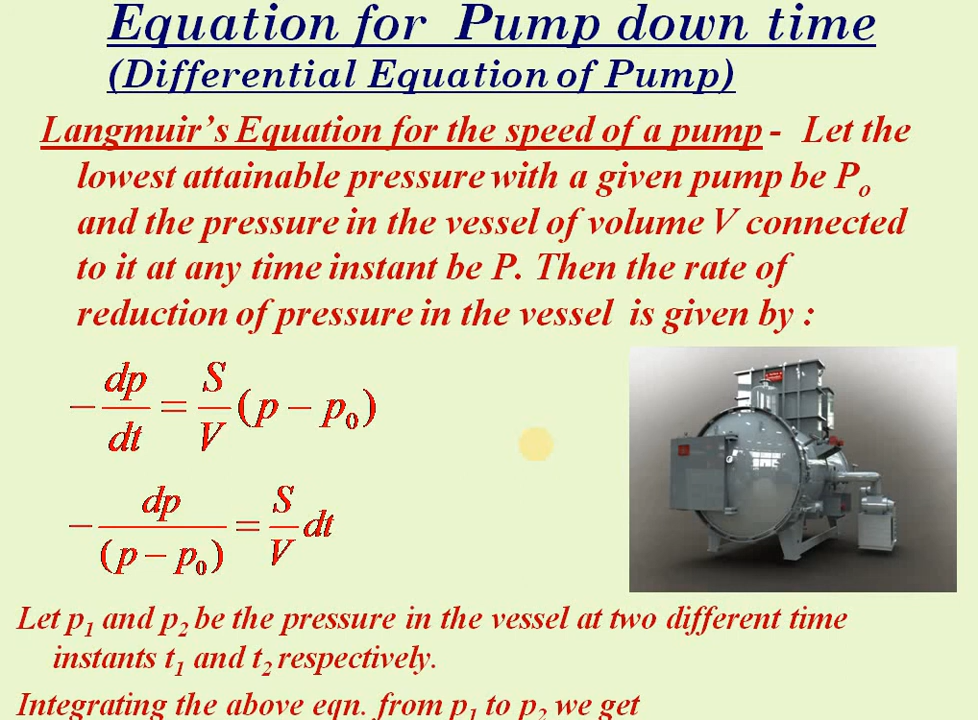 Equation for Pump down time
(Differential Equation of Pump)
Langmuir's Equation for the speed of a pump - Let the
lowest attainable pressure with a given pump be Pₒ
and the pressure in the vessel of volume V connected
to it at any time instant be P. Then the rate of
reduction of pressure in the vessel is given by :
− dp/dt = S/V (p − p₀)
− dp/(p − p₀) = S/V dt
Let p₁ and p₂ be the pressure in the vessel at two different time
instants t₁ and t₂ respectively.
Integrating the above eqn. from p₁ to p₂ we get